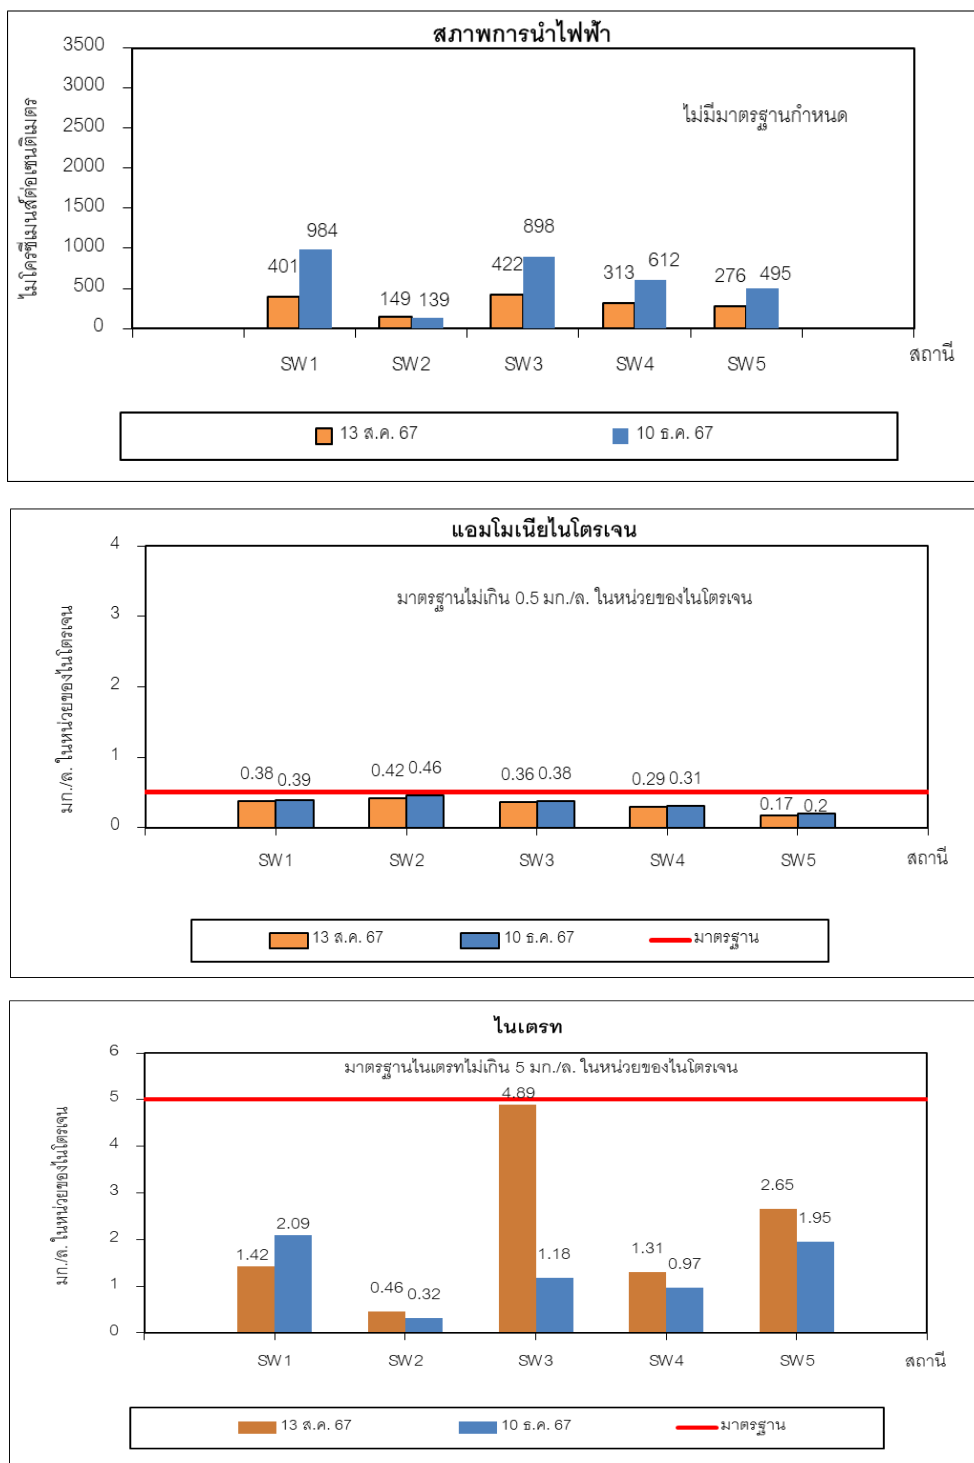 สภาพการนำไฟฟ้า
ไมโครซีเมนส์ต่อเซนติเมตร
3500
3000
2500
2000
1500
1000
500
0
ไม่มีมาตรฐานกำหนด
401 984 149 139 422 898 313 612 276 495
SW1 SW2 SW3 SW4 SW5 สถานี
13 ส.ค. 67 10 ธ.ค. 67
แอมโมเนียไนโตรเจน
มก./ล. ในหน่วยของไนโตรเจน
4
3
2
1
0
มาตรฐานไม่เกิน 0.5 มก./ล. ในหน่วยของไนโตรเจน
0.38 0.39 0.42 0.46 0.36 0.38 0.29 0.31 0.17 0.2
SW1 SW2 SW3 SW4 SW5 สถานี
13 ส.ค. 67 10 ธ.ค. 67 มาตรฐาน
ไนเตรท
มก./ล. ในหน่วยของไนโตรเจน
6
5
4
3
2
1
0
มาตรฐานไนเตรทไม่เกิน 5 มก./ล. ในหน่วยของไนโตรเจน
1.42 2.09 0.46 0.32 4.89 1.18 1.31 0.97 2.65 1.95
SW1 SW2 SW3 SW4 SW5 สถานี
13 ส.ค. 67 10 ธ.ค. 67 มาตรฐาน